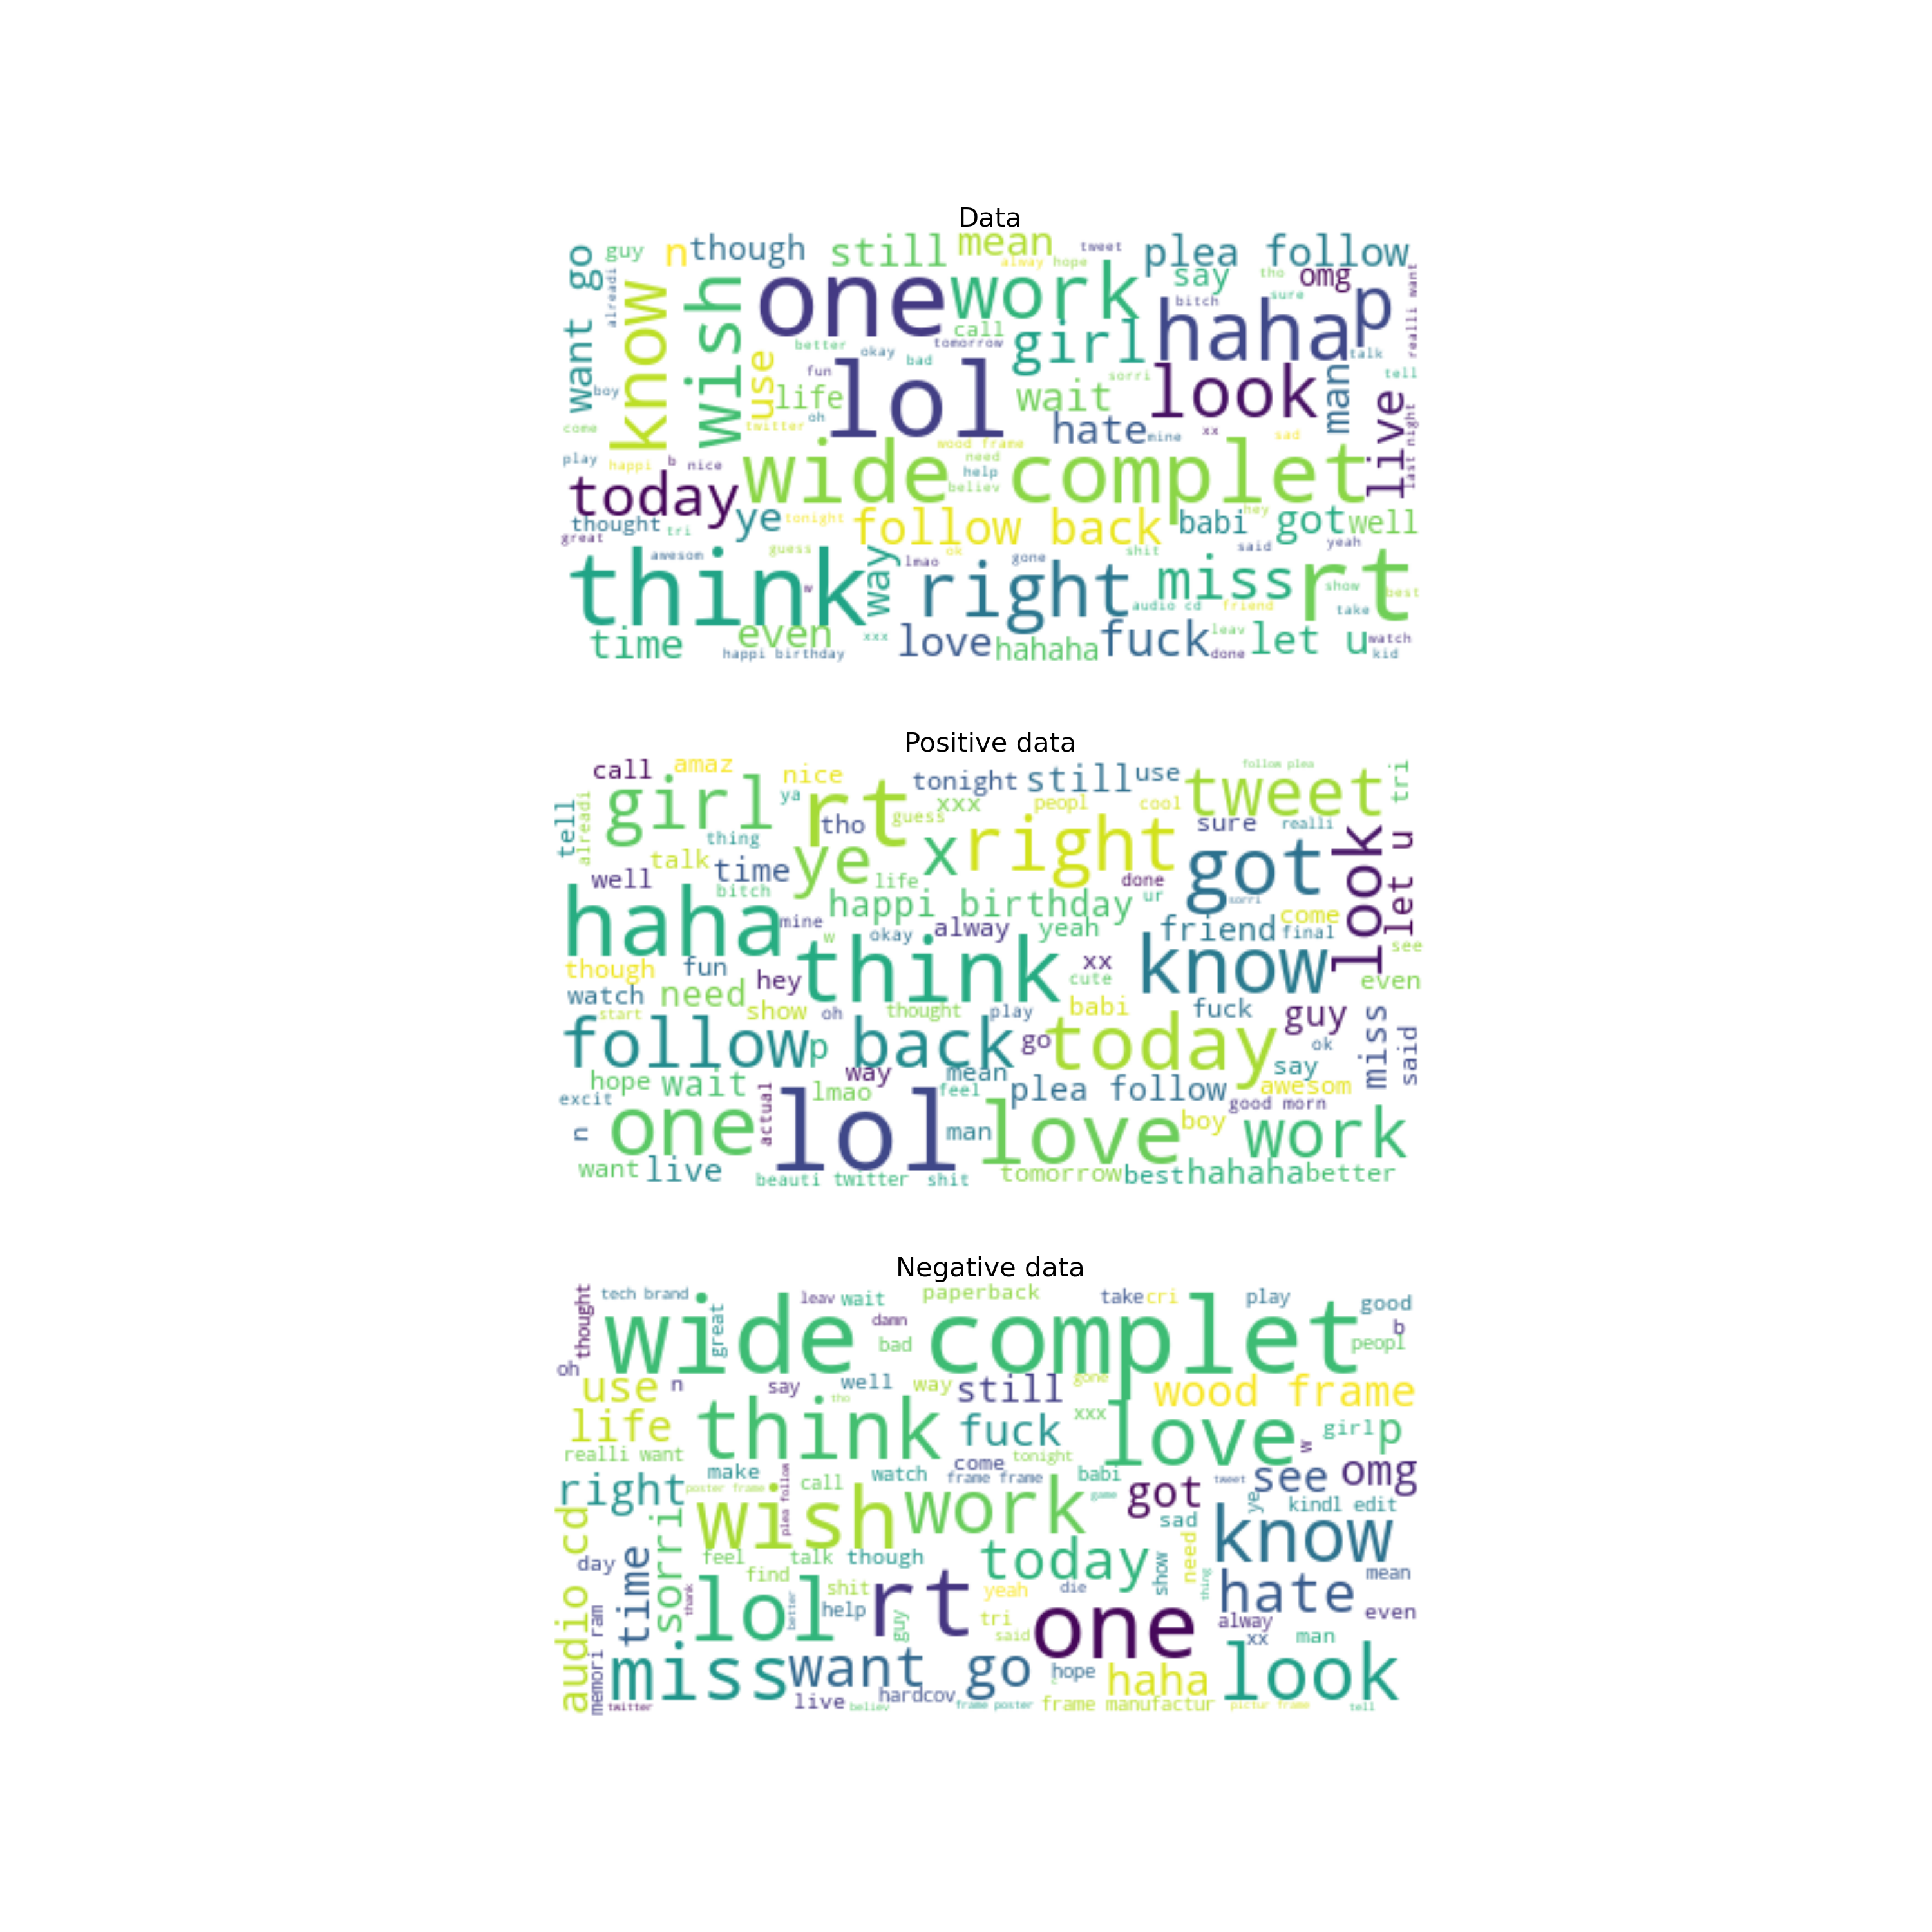 Data
go guy n though still mean tweet plea follow
alway hope say tho omg
want alreadi know wish one work bitch sure haha p realli want
call girl
better okay bad tomorrow talk
boy use fun life lol wait sorri look man tell
oh twitter hate mine xx sad live last night
come wood frame
play happi b nice wide need complet
help
believ
today ye tonight follow back babi hey got well
thought tri
great awesom guess way lmao ok gone shit said yeah
think w right miss rt show best
audio cd friend take
time even xxx love hahaha fuck leav let u watch
happi birthday done kid
Positive data
call amaz nice tonight still use follow plea tweet tri
tell alreadi girl ya rt xxx peopl cool
thing tho guess x right sure realli
talk time ye got look let u
well bitch life done
haha mine happi birthday ur sorri come
w okay alway yeah friend final see
though fun hey think xx cute know even
watch need
start show oh thought play babi fuck guy miss said
follow p back go today ok
say
hope wait way mean awesom
excit actual lmao feel plea follow good morn
n one lol man love boy work
want live tomorrow best hahaha better
beauti twitter shit
Negative data
thought tech brand leav wait paperback take cri play good
wide great damn complet b
oh bad peopl
use n say well way still gone wood frame
life tho think fuck xxx love girl p
realli want tonight w
right make plea follow call watch come frame frame babi got tweet see omg
poster frame game ye kindl edit
audio cd sorri wish work sad know
day time feel talk though today show need
find thing hate mean
memori ram thank lol better shit help rt yeah die one alway even
guy tri said xx man
miss want go hope haha look
twitter live believ hardcov frame poster frame manufactur pictur frame tell